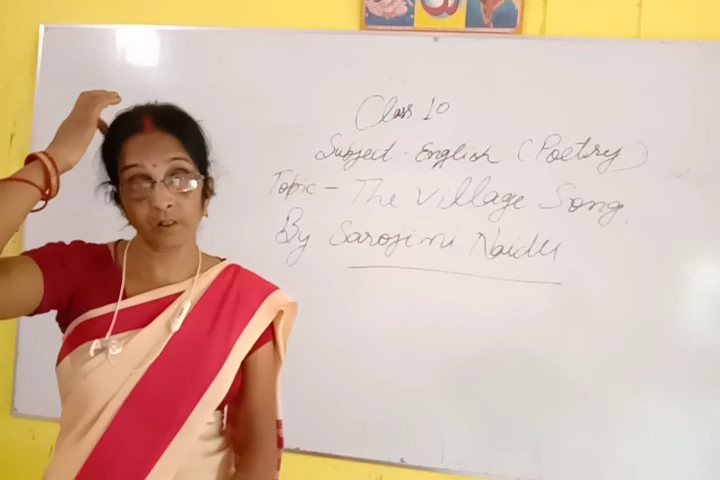 Class 10
Subject - English (Poetry)
Topic - The Village Song
By Sarojini Naidu